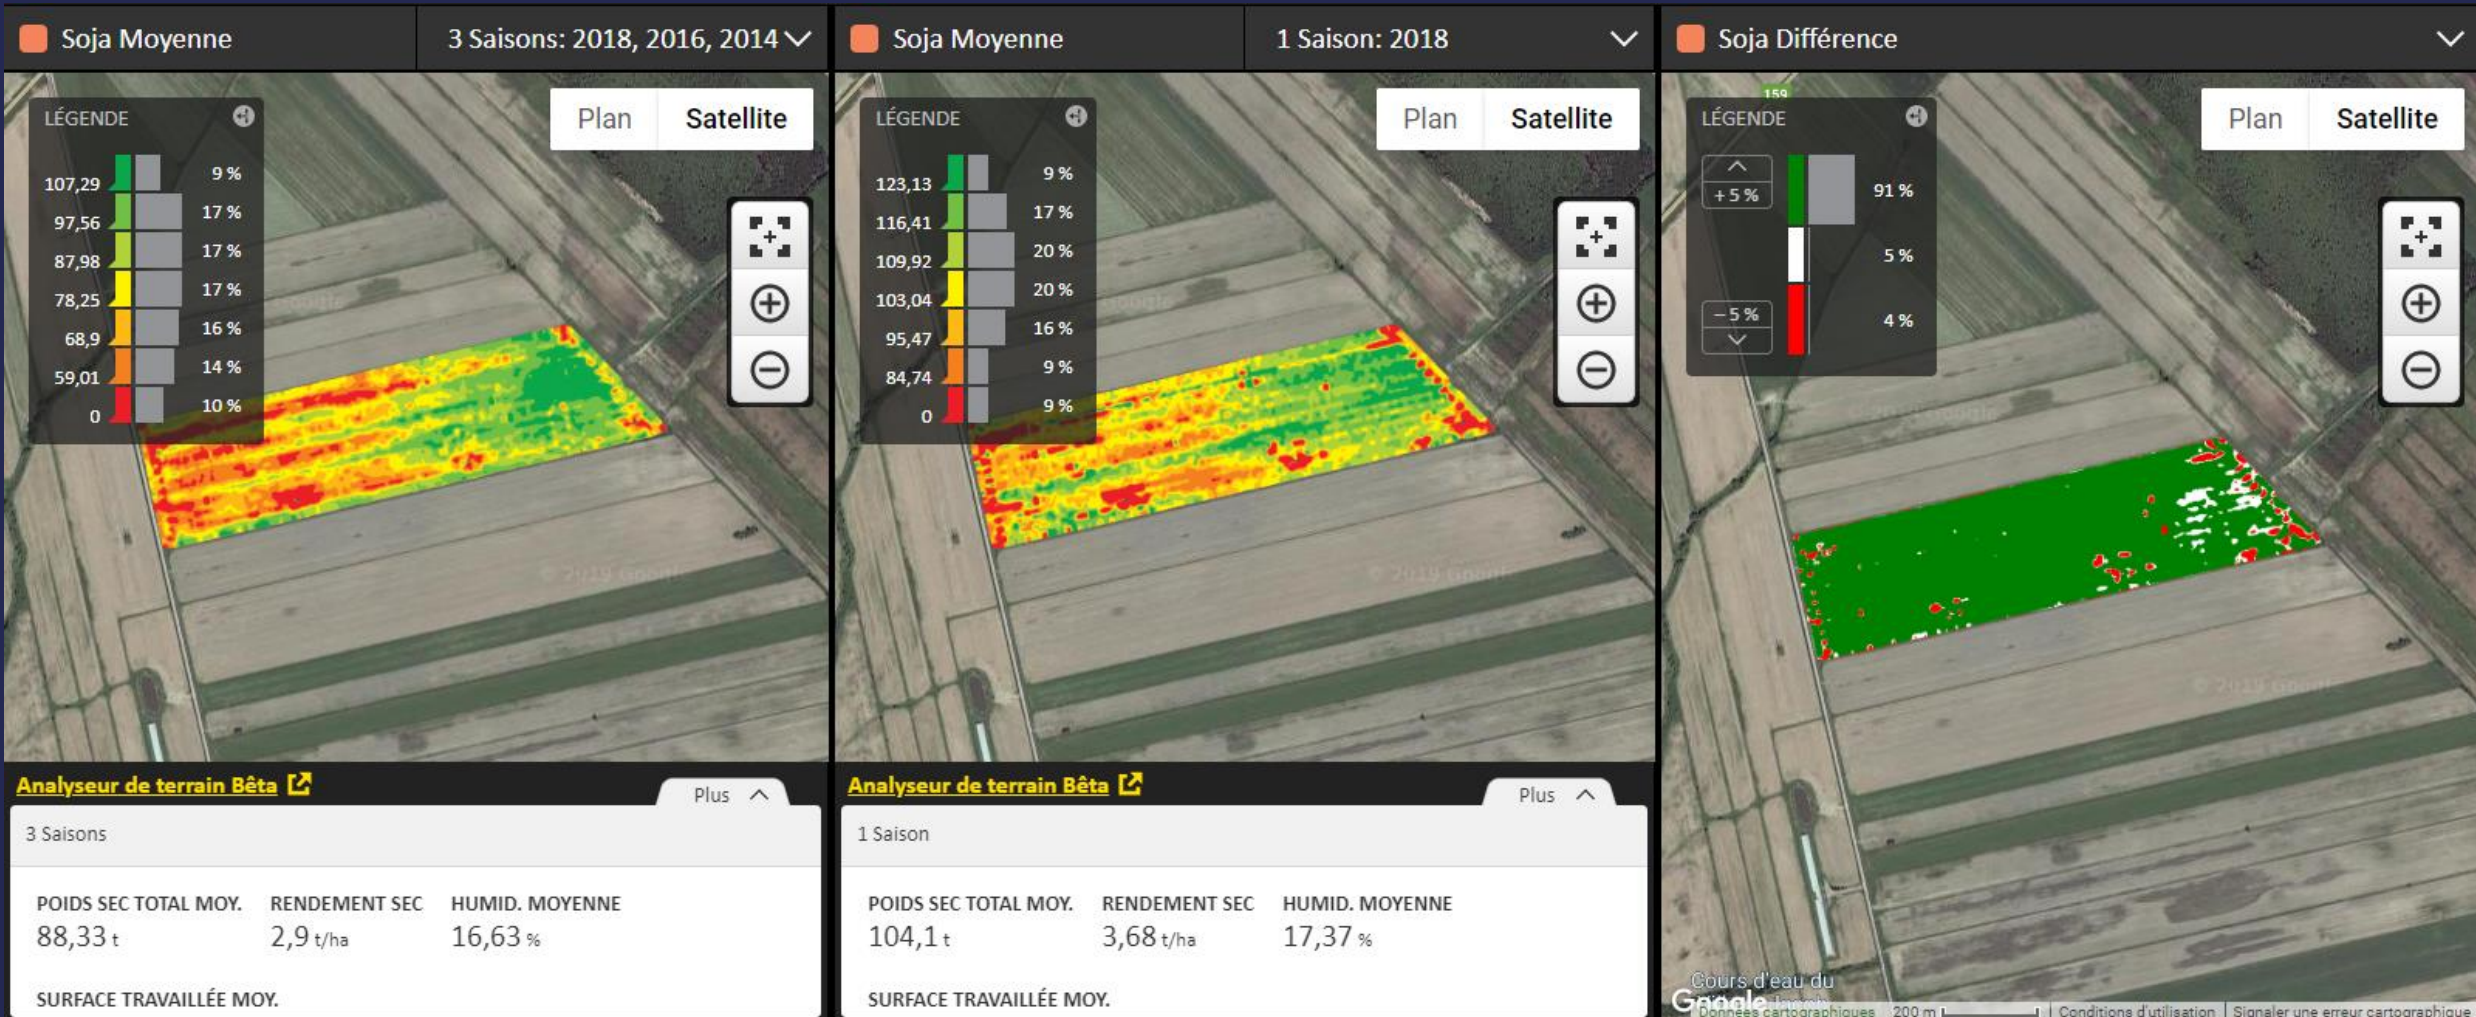 Soja Moyenne
3 Saisons: 2018, 2016, 2014
LÉGENDE
Plan
Satellite
107,29
9 %
97,56
17 %
87,98
17 %
78,25
17 %
68,9
16 %
59,01
14 %
0
10 %
Analyseur de terrain Bêta
Plus
3 Saisons
POIDS SEC TOTAL MOY.
RENDEMENT SEC
HUMID. MOYENNE
88,33 t
2,9 t/ha
16,63 %
SURFACE TRAVAILLÉE MOY.
Soja Moyenne
1 Saison: 2018
LÉGENDE
Plan
Satellite
123,13
9 %
116,41
17 %
109,92
20 %
103,04
20 %
95,47
16 %
84,74
9 %
0
9 %
Analyseur de terrain Bêta
Plus
1 Saison
POIDS SEC TOTAL MOY.
RENDEMENT SEC
HUMID. MOYENNE
104,1 t
3,68 t/ha
17,37 %
SURFACE TRAVAILLÉE MOY.
Soja Différence
159
LÉGENDE
Plan
Satellite
+5 %
91 %
5 %
−5 %
4 %
Cours d'eau du
Google
Données cartographiques
200 m
Conditions d'utilisation
Signaler une erreur cartographique